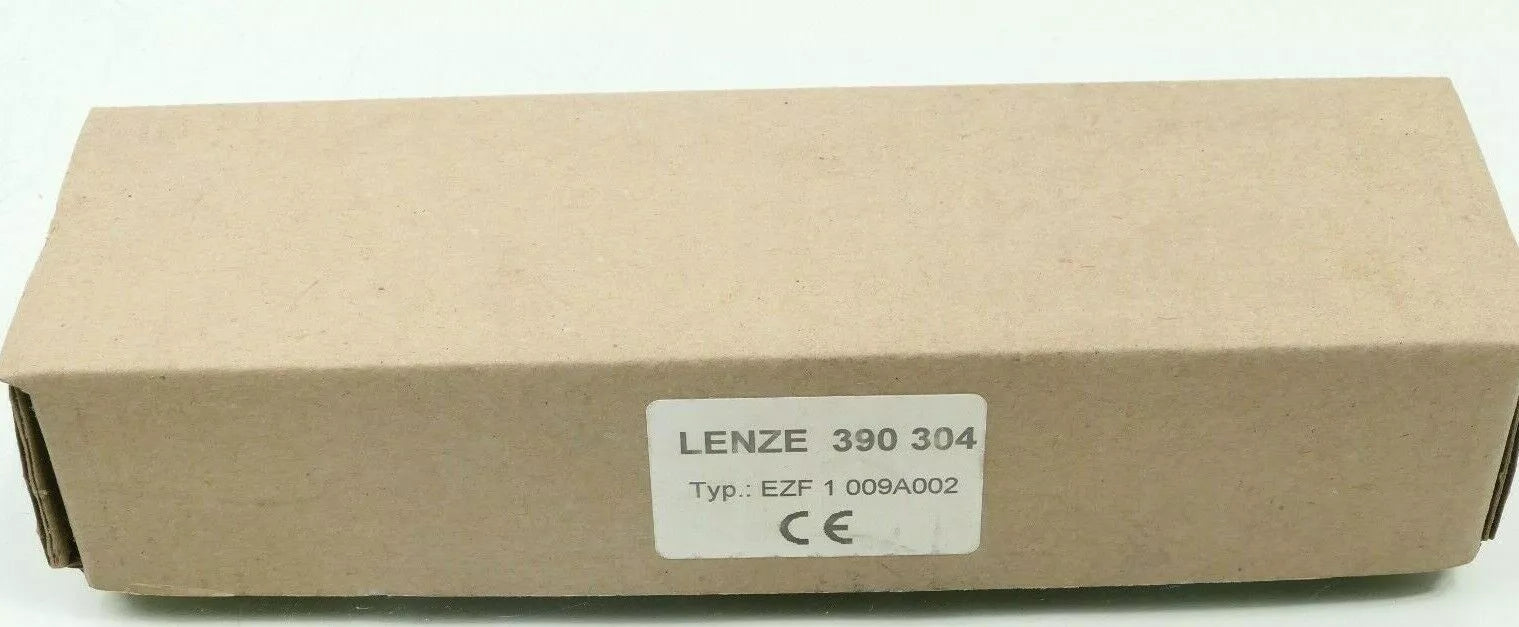 LENZE 390 304
Typ.: EZF 1 009A002
CE